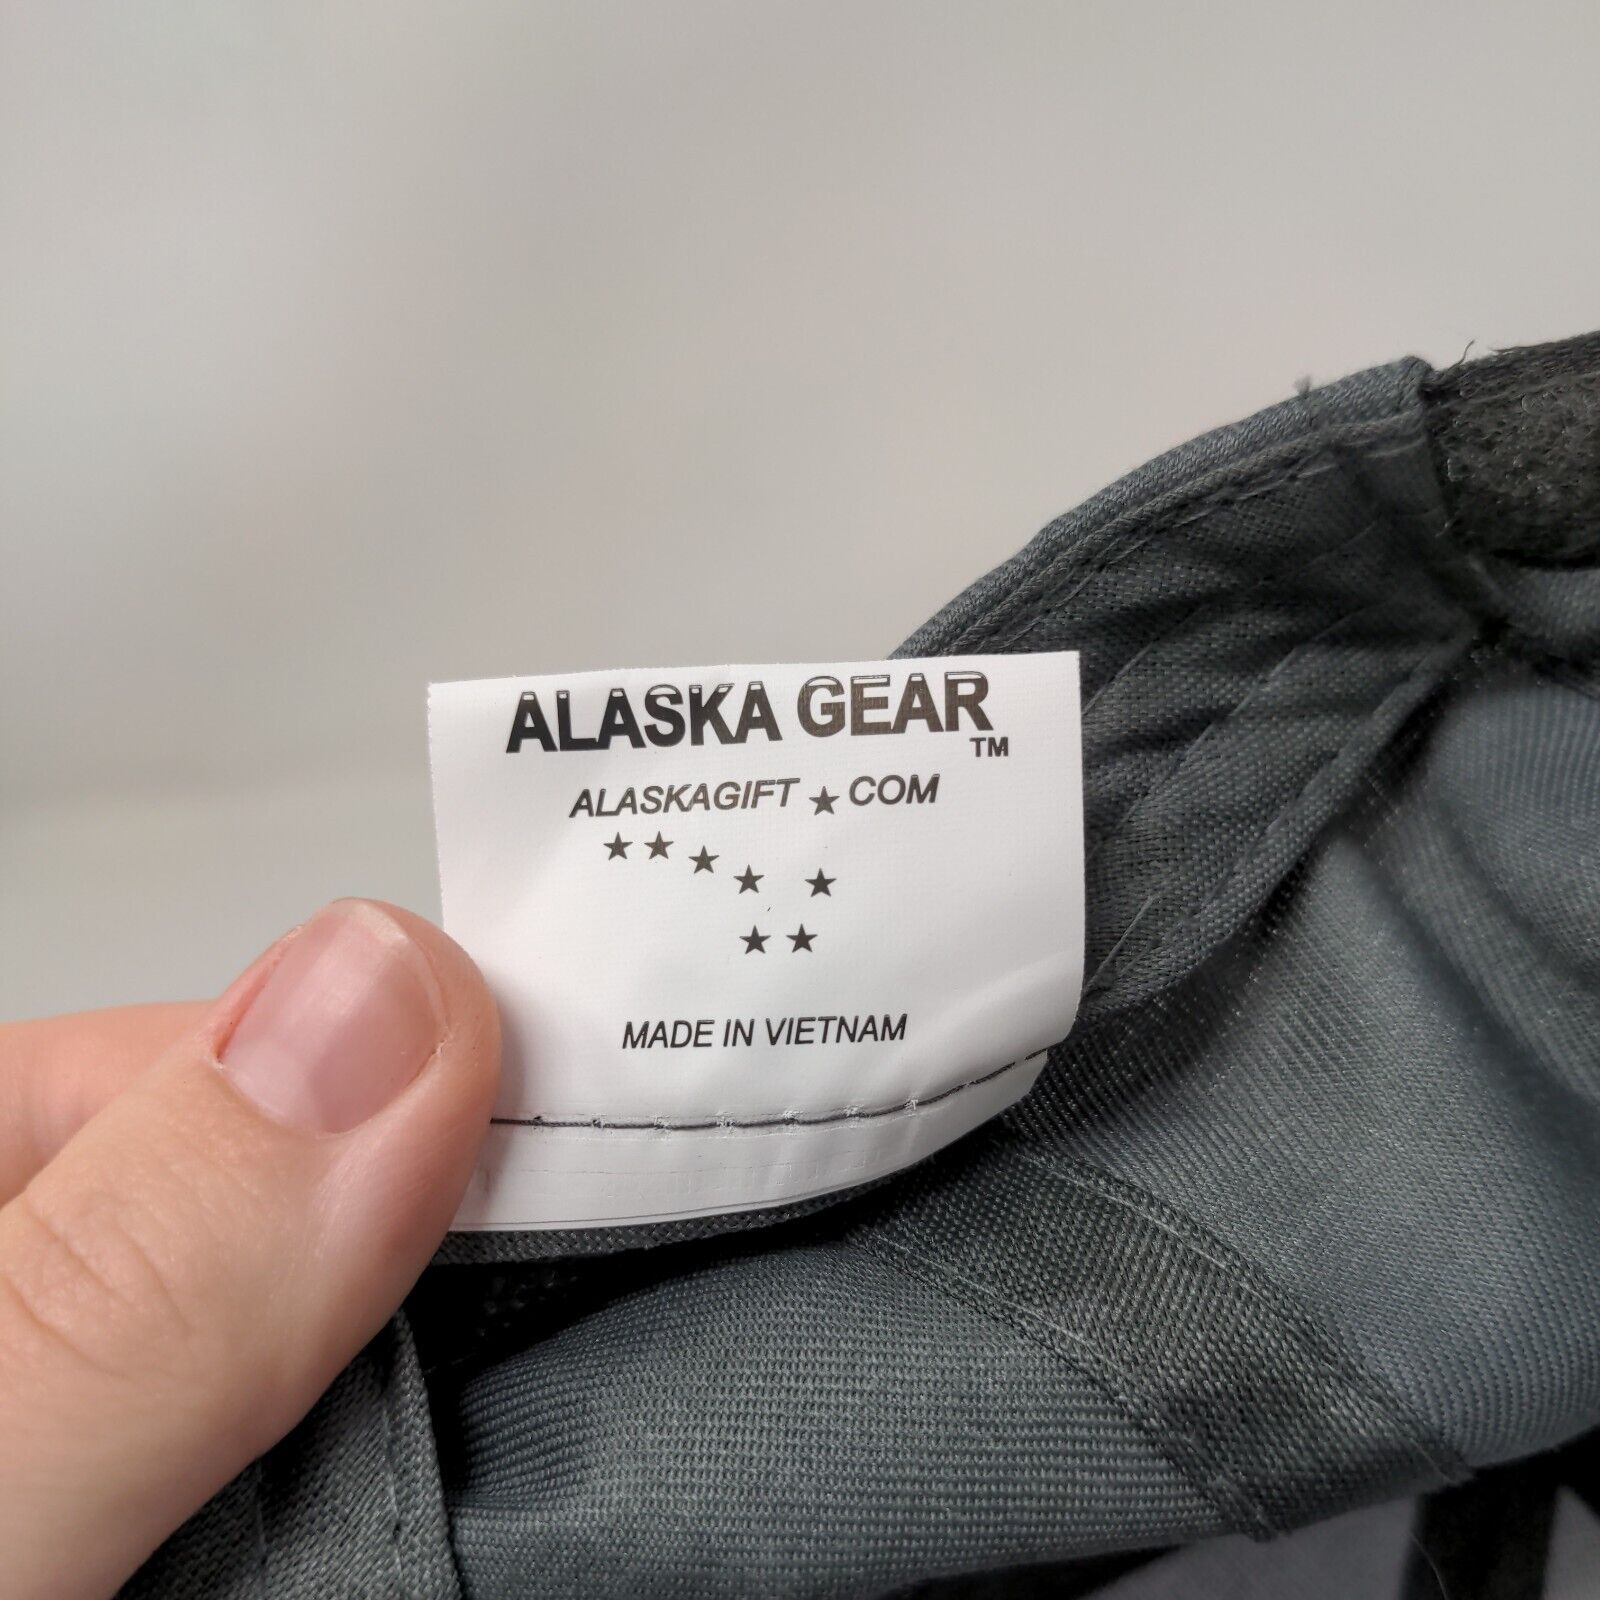 ALASKA GEAR
TM
ALASKAGIFT ★ COM
MADE IN VIETNAM